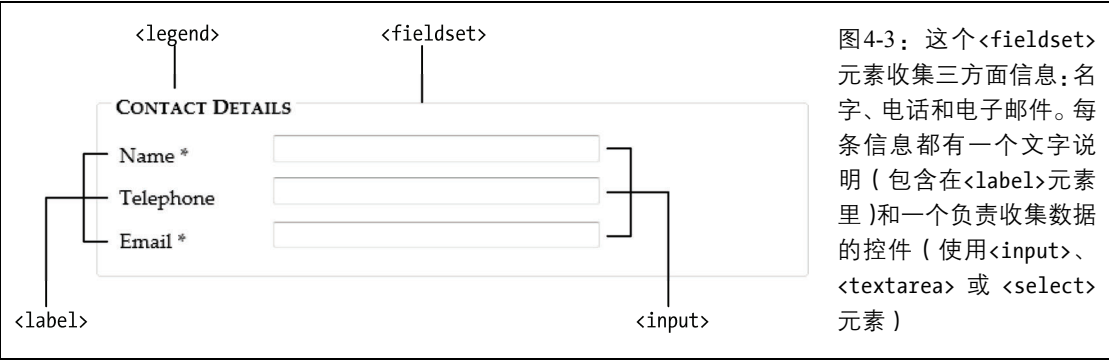 <legend>
<fieldset>
CONTACT DETAILS
Name *
Telephone
Email *
<label>
<input>
图4-3：这个<fieldset>
元素收集三方面信息：名
字、电话和电子邮件。每
条信息都有一个文字说
明（包含在<label>元素
里）和一个负责收集数据
的控件（使用<input>、
<textarea> 或 <select>
元素）